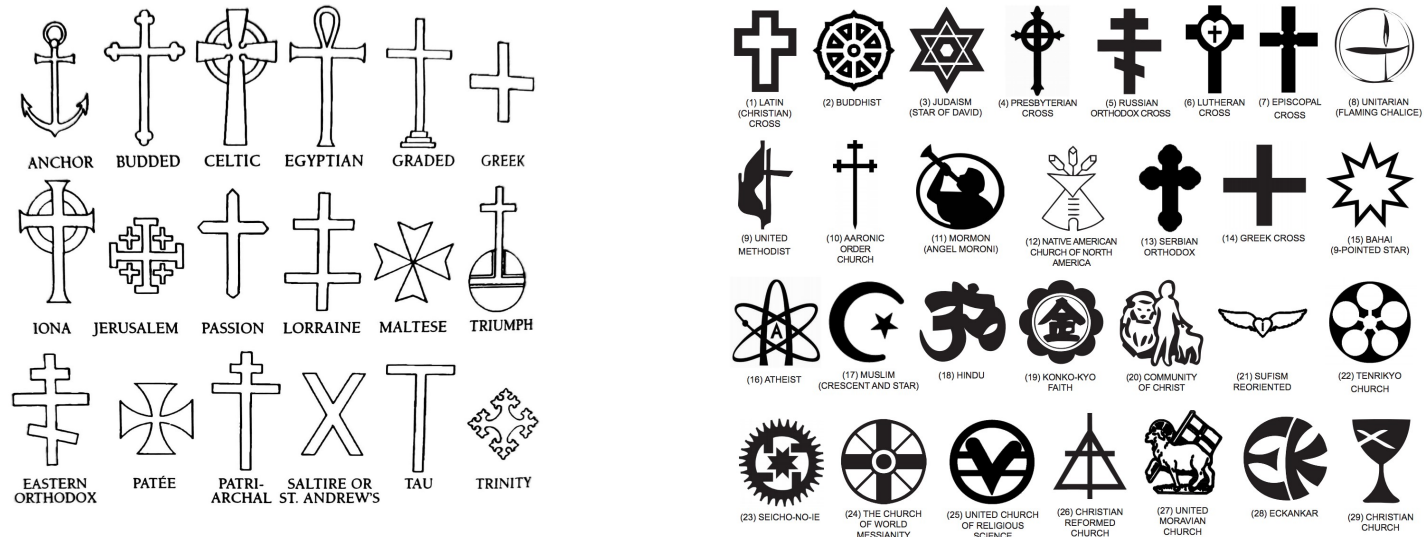 ANCHOR BUDDED CELTIC EGYPTIAN GRADED GREEK
IONA JERUSALEM PASSION LORRAINE MALTESE TRIUMPH
EASTERN
ORTHODOX
PATÉE
PATRI-
ARCHAL
SALTIRE OR
ST. ANDREW'S
TAU
TRINITY
(1) LATIN
(CHRISTIAN)
CROSS
(2) BUDDHIST
(3) JUDAISM
(STAR OF DAVID)
(4) PRESBYTERIAN
CROSS
(5) RUSSIAN
ORTHODOX CROSS
(6) LUTHERAN
CROSS
(7) EPISCOPAL
CROSS
(8) UNITARIAN
(FLAMING CHALICE)
(9) UNITED
METHODIST
(10) AARONIC
ORDER
CHURCH
(11) MORMON
(ANGEL MORONI)
(12) NATIVE AMERICAN
CHURCH OF NORTH
AMERICA
(13) SERBIAN
ORTHODOX
(14) GREEK CROSS
(15) BAHAI
(9-POINTED STAR)
A
(16) ATHEIST
(17) MUSLIM
(CRESCENT AND STAR)
(18) HINDU
金
(19) KONKO-KYO
FAITH
(20) COMMUNITY
OF CHRIST
(21) SUFISM
REORIENTED
(22) TENRIKYO
CHURCH
(23) SEICHO-NO-IE
(24) THE CHURCH
OF WORLD
MESSIANITY
(25) UNITED CHURCH
OF RELIGIOUS
SCIENCE
(26) CHRISTIAN
REFORMED
CHURCH
(27) UNITED
MORAVIAN
CHURCH
EK
(28) ECKANKAR
(29) CHRISTIAN
CHURCH